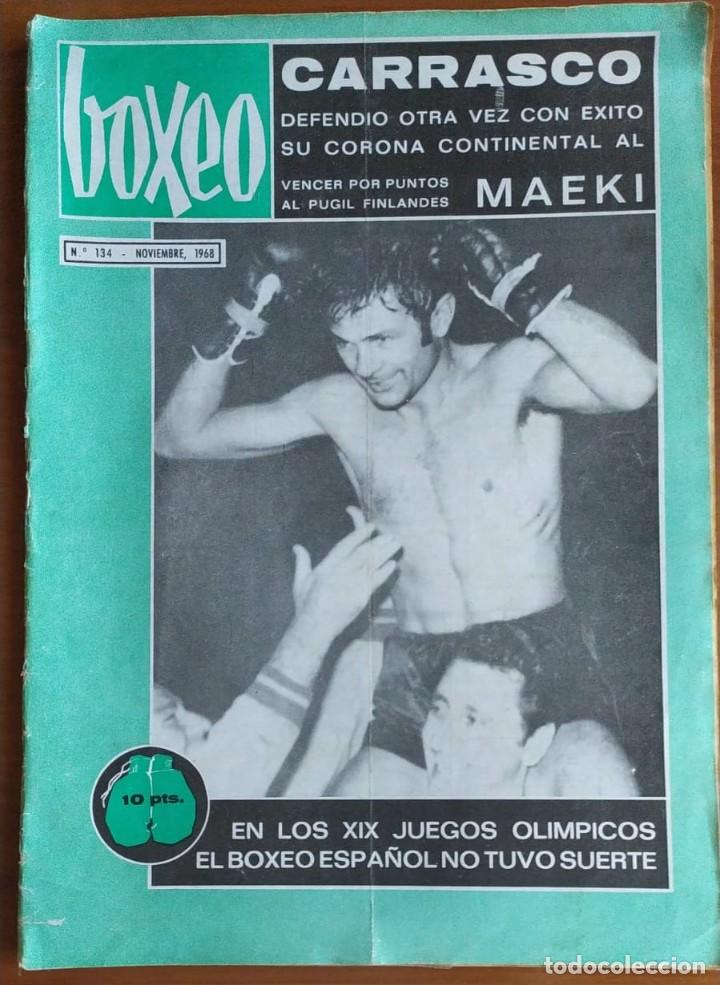 boxeo
CARRASCO
DEFENDIO OTRA VEZ CON EXITO
SU CORONA CONTINENTAL AL
VENCER POR PUNTOS
AL PUGIL FINLANDES
MAEKI
N.º 134 - NOVIEMBRE, 1968
10 pts.
EN LOS XIX JUEGOS OLIMPICOS
EL BOXEO ESPAÑOL NO TUVO SUERTE
todocoleccion.net